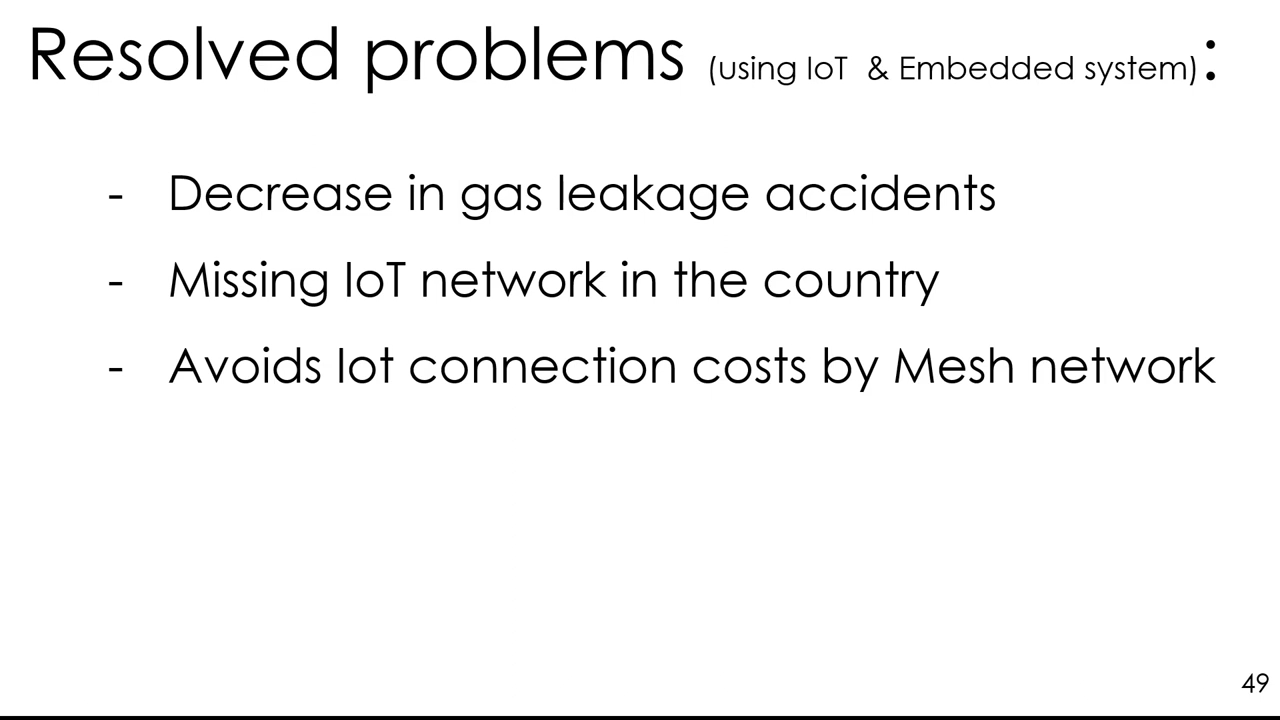 Resolved problems (using IoT & Embedded system):
- Decrease in gas leakage accidents
- Missing IoT network in the country
- Avoids Iot connection costs by Mesh network
49